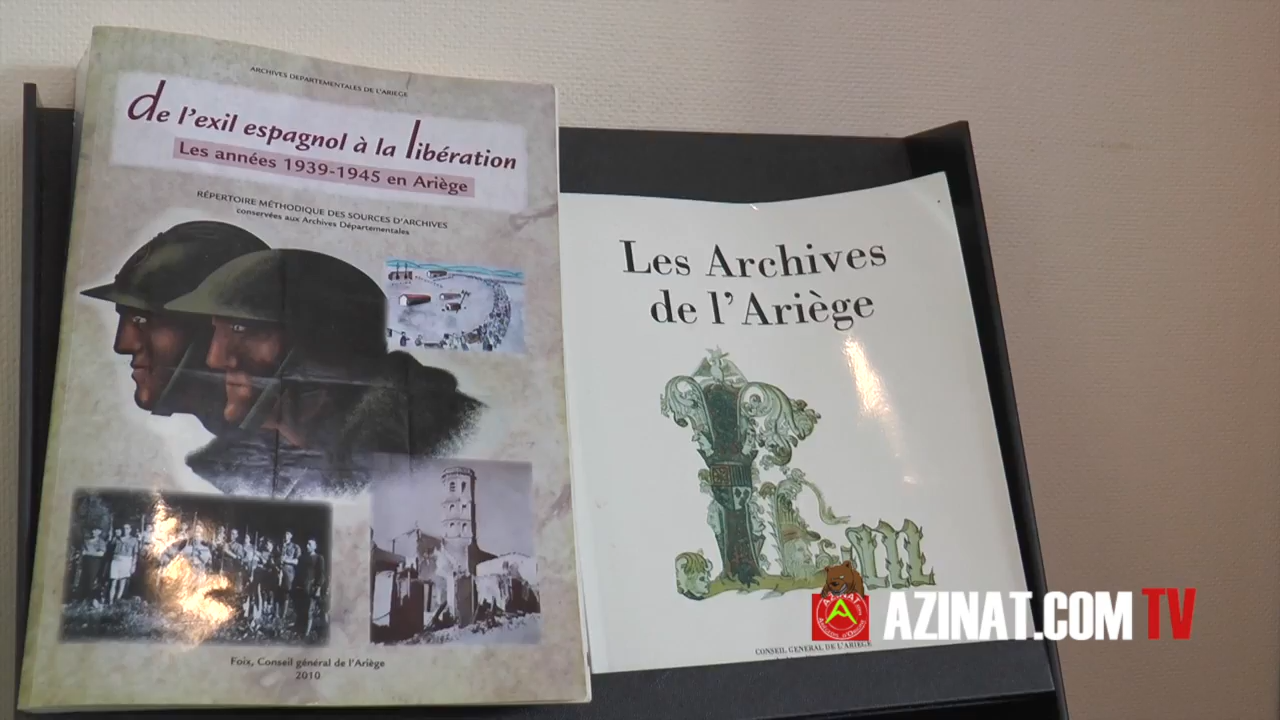 ARCHIVES DEPARTEMENTALES DE L'ARIEGE
de l'exil espagnol à la libération
Les années 1939-1945 en Ariège
RÉPERTOIRE MÉTHODIQUE DES SOURCES D'ARCHIVES
conservées aux Archives Départementales
Foix, Conseil général de l'Ariège
2010
Les Archives
de l'Ariège
CONSEIL GENERAL DE L'ARIEGE
AZINAT.COM TV